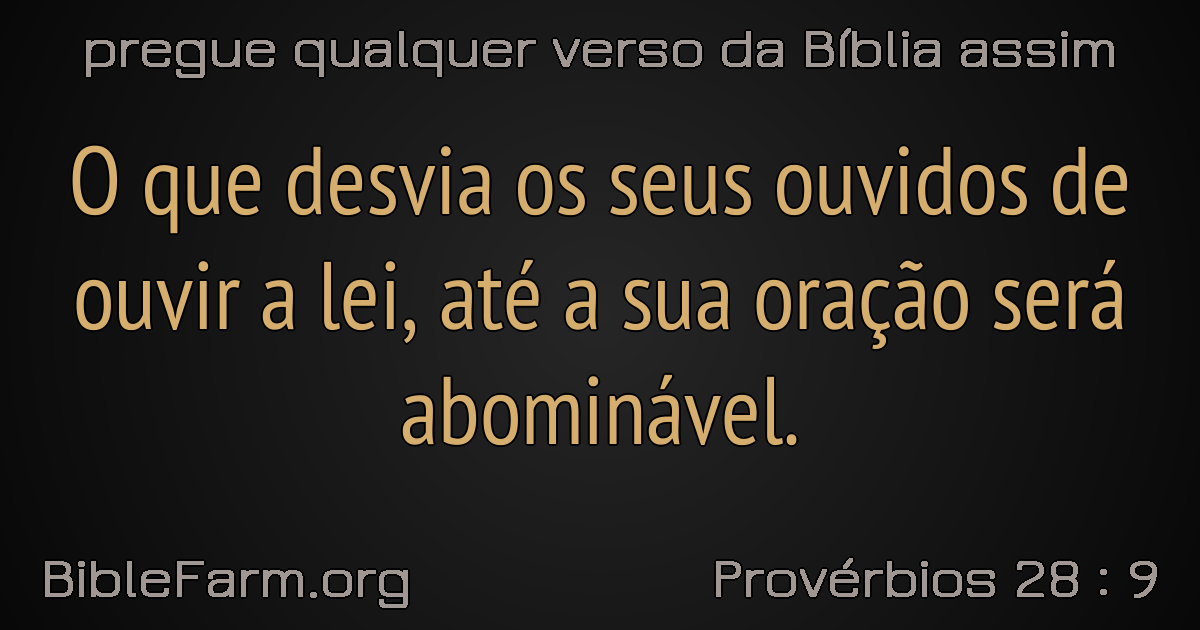 pregue qualquer verso da Bíblia assim
O que desvia os seus ouvidos de
ouvir a lei, até a sua oração será
abominável.
BibleFarm.org
Provérbios 28 : 9